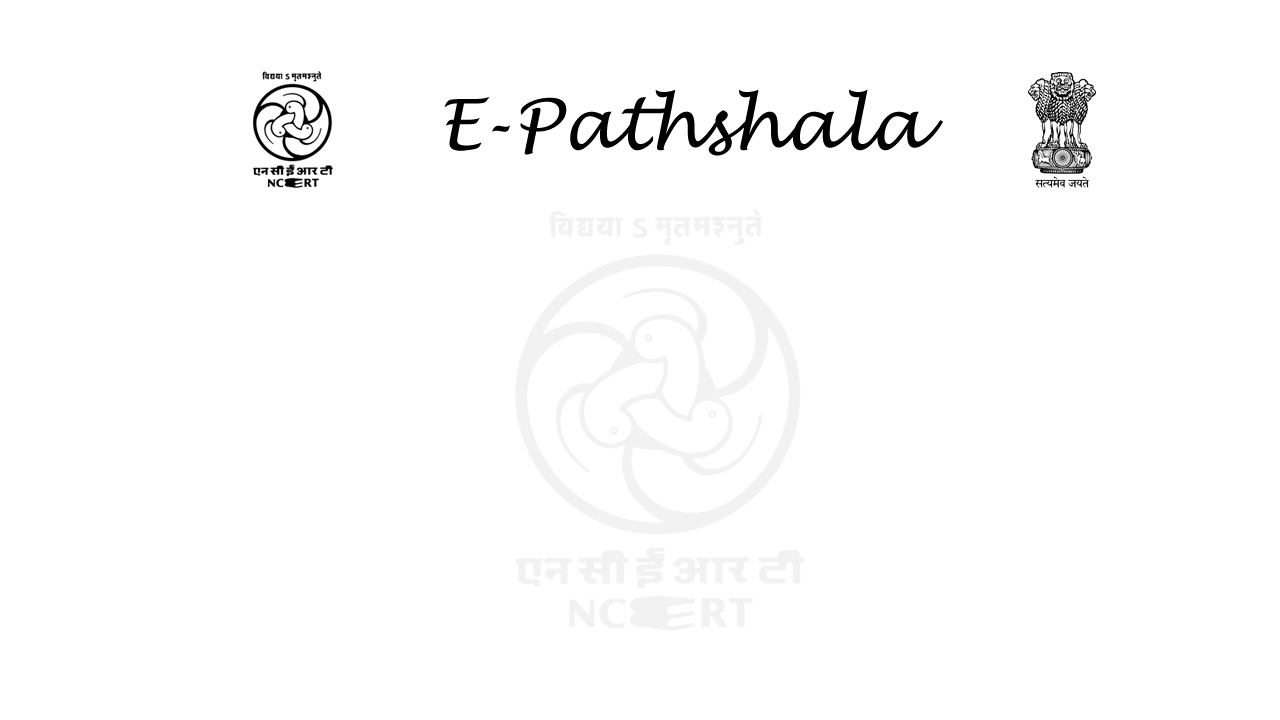 विद्यया ऽ मृतमश्नुते
एन सी ई आर टी
NCERT
E-Pathshala
सत्यमेव जयते
विद्यया ऽ मृतमश्नुते
एन सी ई आर टी
NCERT